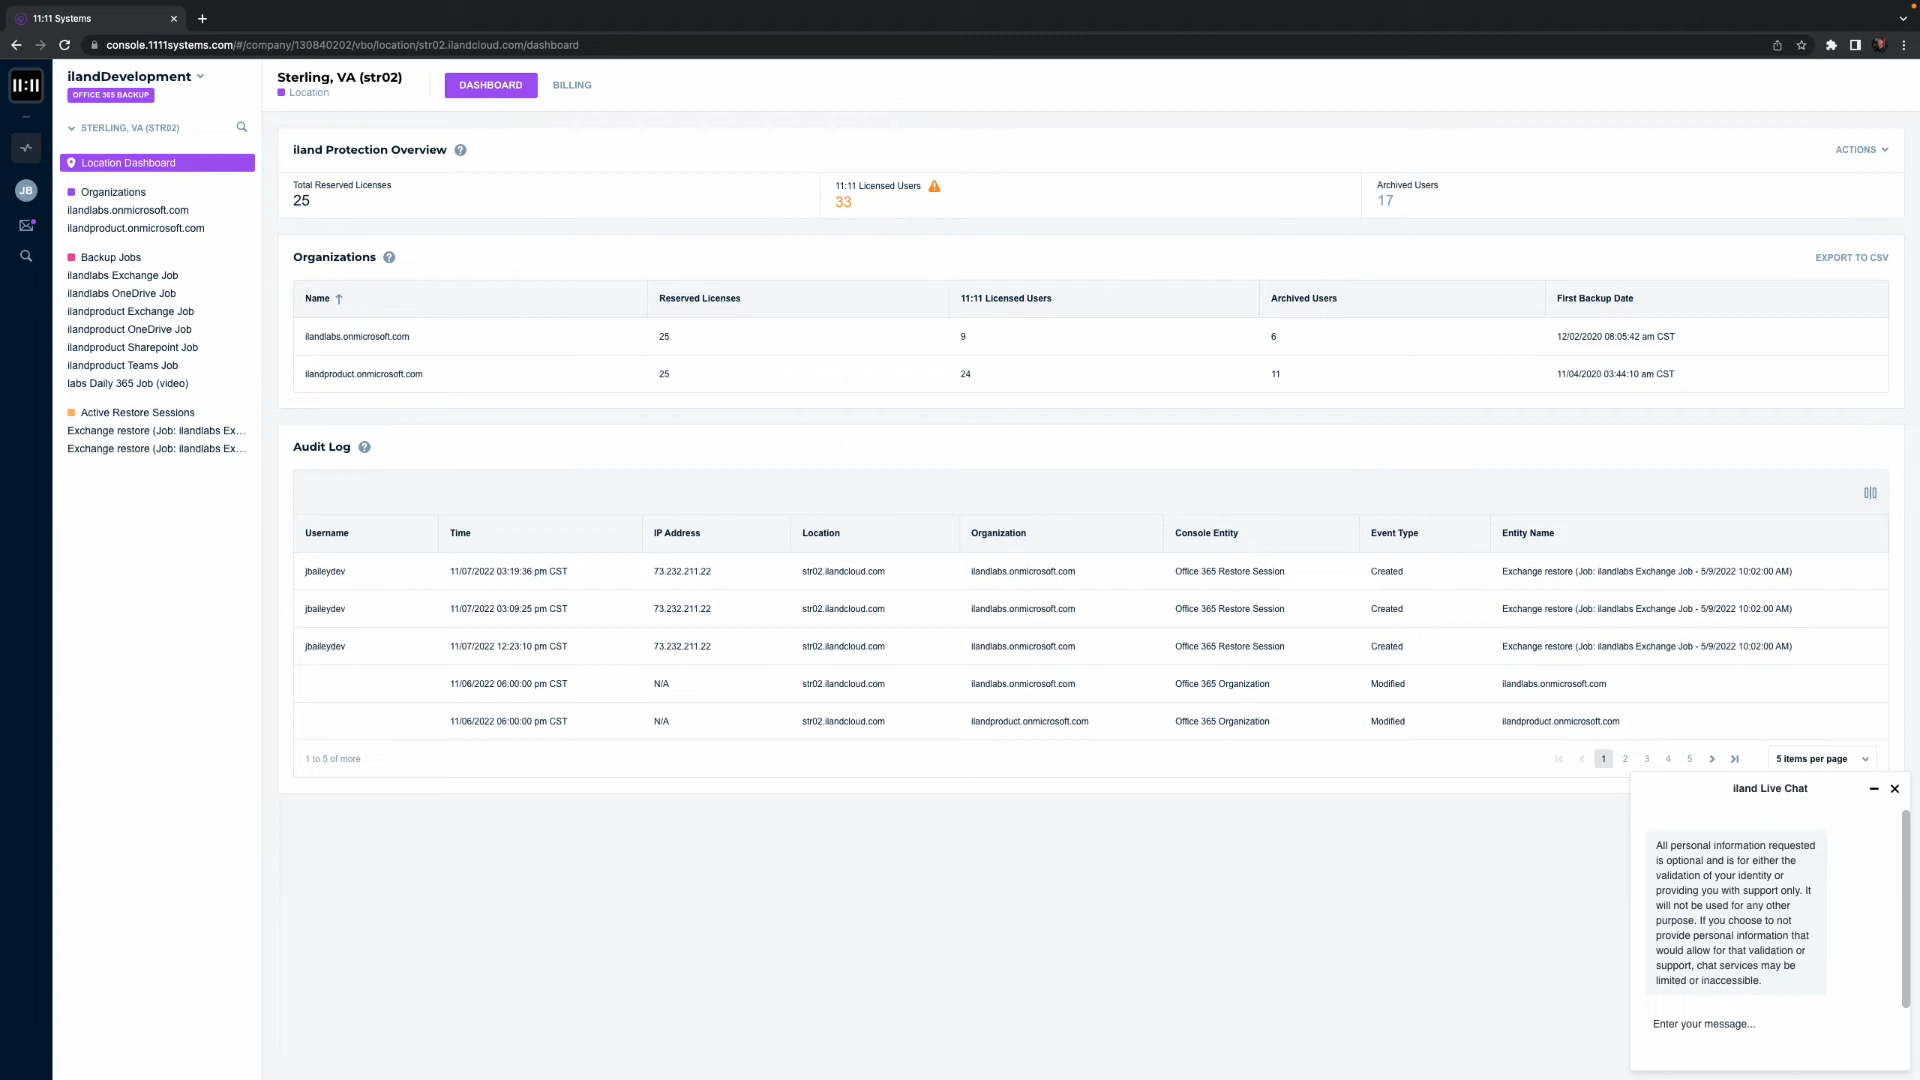 11:11 Systems
console.1111systems.com/#/company/130840202/vbo/location/str02.ilandcloud.com/dashboard
11:11
JB
ilandDevelopment
OFFICE 365 BACKUP
STERLING, VA (STR02)
Location Dashboard
Organizations
ilandlabs.onmicrosoft.com
ilandproduct.onmicrosoft.com
Backup Jobs
ilandlabs Exchange Job
ilandlabs OneDrive Job
ilandproduct Exchange Job
ilandproduct OneDrive Job
ilandproduct Sharepoint Job
ilandproduct Teams Job
labs Daily 365 Job (video)
Active Restore Sessions
Exchange restore (Job: ilandlabs Ex...
Exchange restore (Job: ilandlabs Ex...
Sterling, VA (str02)
Location
DASHBOARD BILLING
iland Protection Overview ?
ACTIONS
Total Reserved Licenses 11:11 Licensed Users Archived Users
25 33 17
Organizations ?
EXPORT TO CSV
Name Reserved Licenses 11:11 Licensed Users Archived Users First Backup Date
ilandlabs.onmicrosoft.com 25 9 6 12/02/2020 08:05:42 am CST
ilandproduct.onmicrosoft.com 25 24 11 11/04/2020 03:44:10 am CST
Audit Log ?
Username Time IP Address Location Organization Console Entity Event Type Entity Name
jbaileydev 11/07/2022 03:19:36 pm CST 73.232.211.22 str02.ilandcloud.com ilandlabs.onmicrosoft.com Office 365 Restore Session Created Exchange restore (Job: ilandlabs Exchange Job - 5/9/2022 10:02:00 AM)
jbaileydev 11/07/2022 03:09:25 pm CST 73.232.211.22 str02.ilandcloud.com ilandlabs.onmicrosoft.com Office 365 Restore Session Created Exchange restore (Job: ilandlabs Exchange Job - 5/9/2022 10:02:00 AM)
jbaileydev 11/07/2022 12:23:10 pm CST 73.232.211.22 str02.ilandcloud.com ilandlabs.onmicrosoft.com Office 365 Restore Session Created Exchange restore (Job: ilandlabs Exchange Job - 5/9/2022 10:02:00 AM)
11/06/2022 06:00:00 pm CST N/A str02.ilandcloud.com ilandlabs.onmicrosoft.com Office 365 Organization Modified ilandlabs.onmicrosoft.com
11/06/2022 06:00:00 pm CST N/A str02.ilandcloud.com ilandproduct.onmicrosoft.com Office 365 Organization Modified ilandproduct.onmicrosoft.com
1 to 5 of more
1 2 3 4 5 5 items per page
iland Live Chat
All personal information requested
is optional and is for either the
validation of your identity or
providing you with support only. It
will not be used for any other
purpose. If you choose to not
provide personal information that
would allow for that validation or
support, chat services may be
limited or inaccessible.
Enter your message...